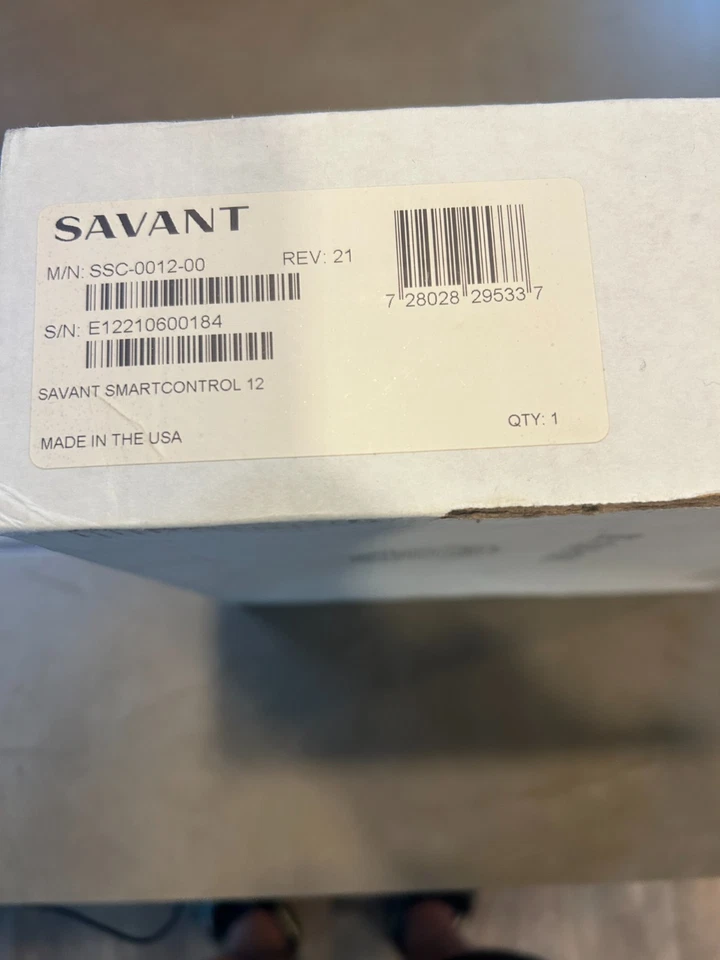 SAVANT
M/N: SSC-0012-00
REV: 21
7 28028 29533 7
S/N: E12210600184
SAVANT SMARTCONTROL 12
MADE IN THE USA
QTY: 1